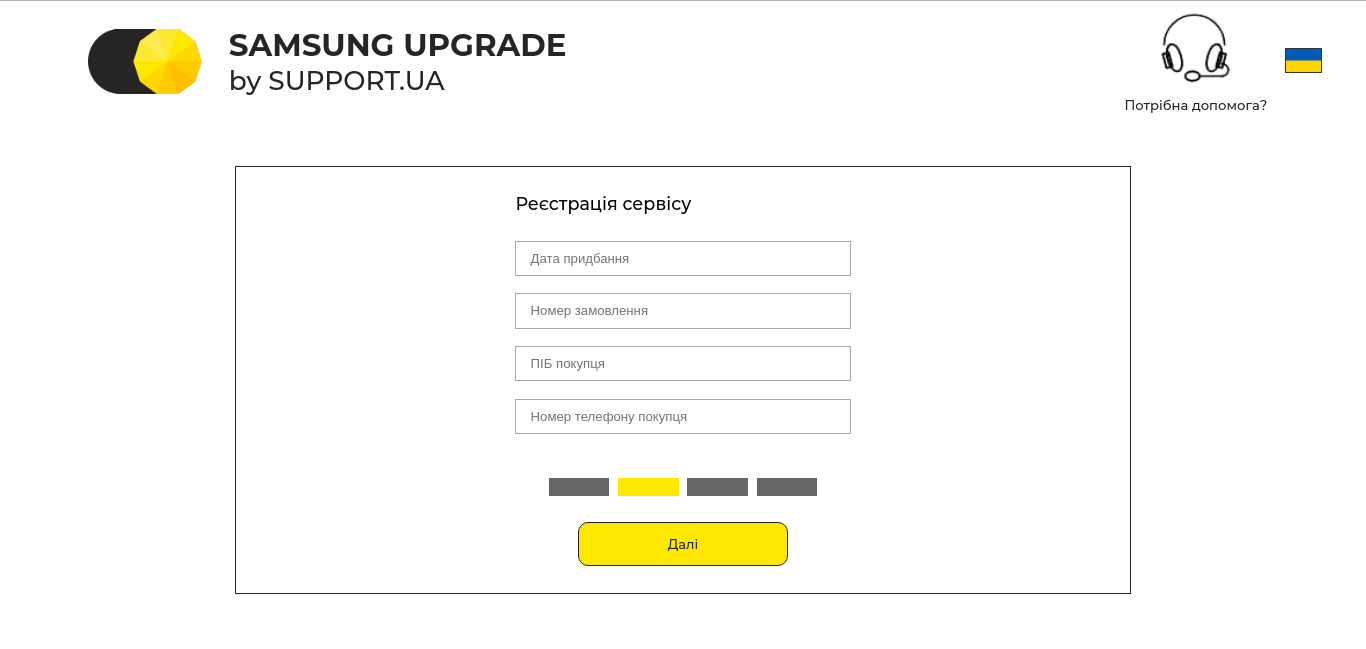 SAMSUNG UPGRADE
by SUPPORT.UA
Потрібна допомога?
Реєстрація сервісу
Дата придбання
Номер замовлення
ПІБ покупця
Номер телефону покупця
Далі